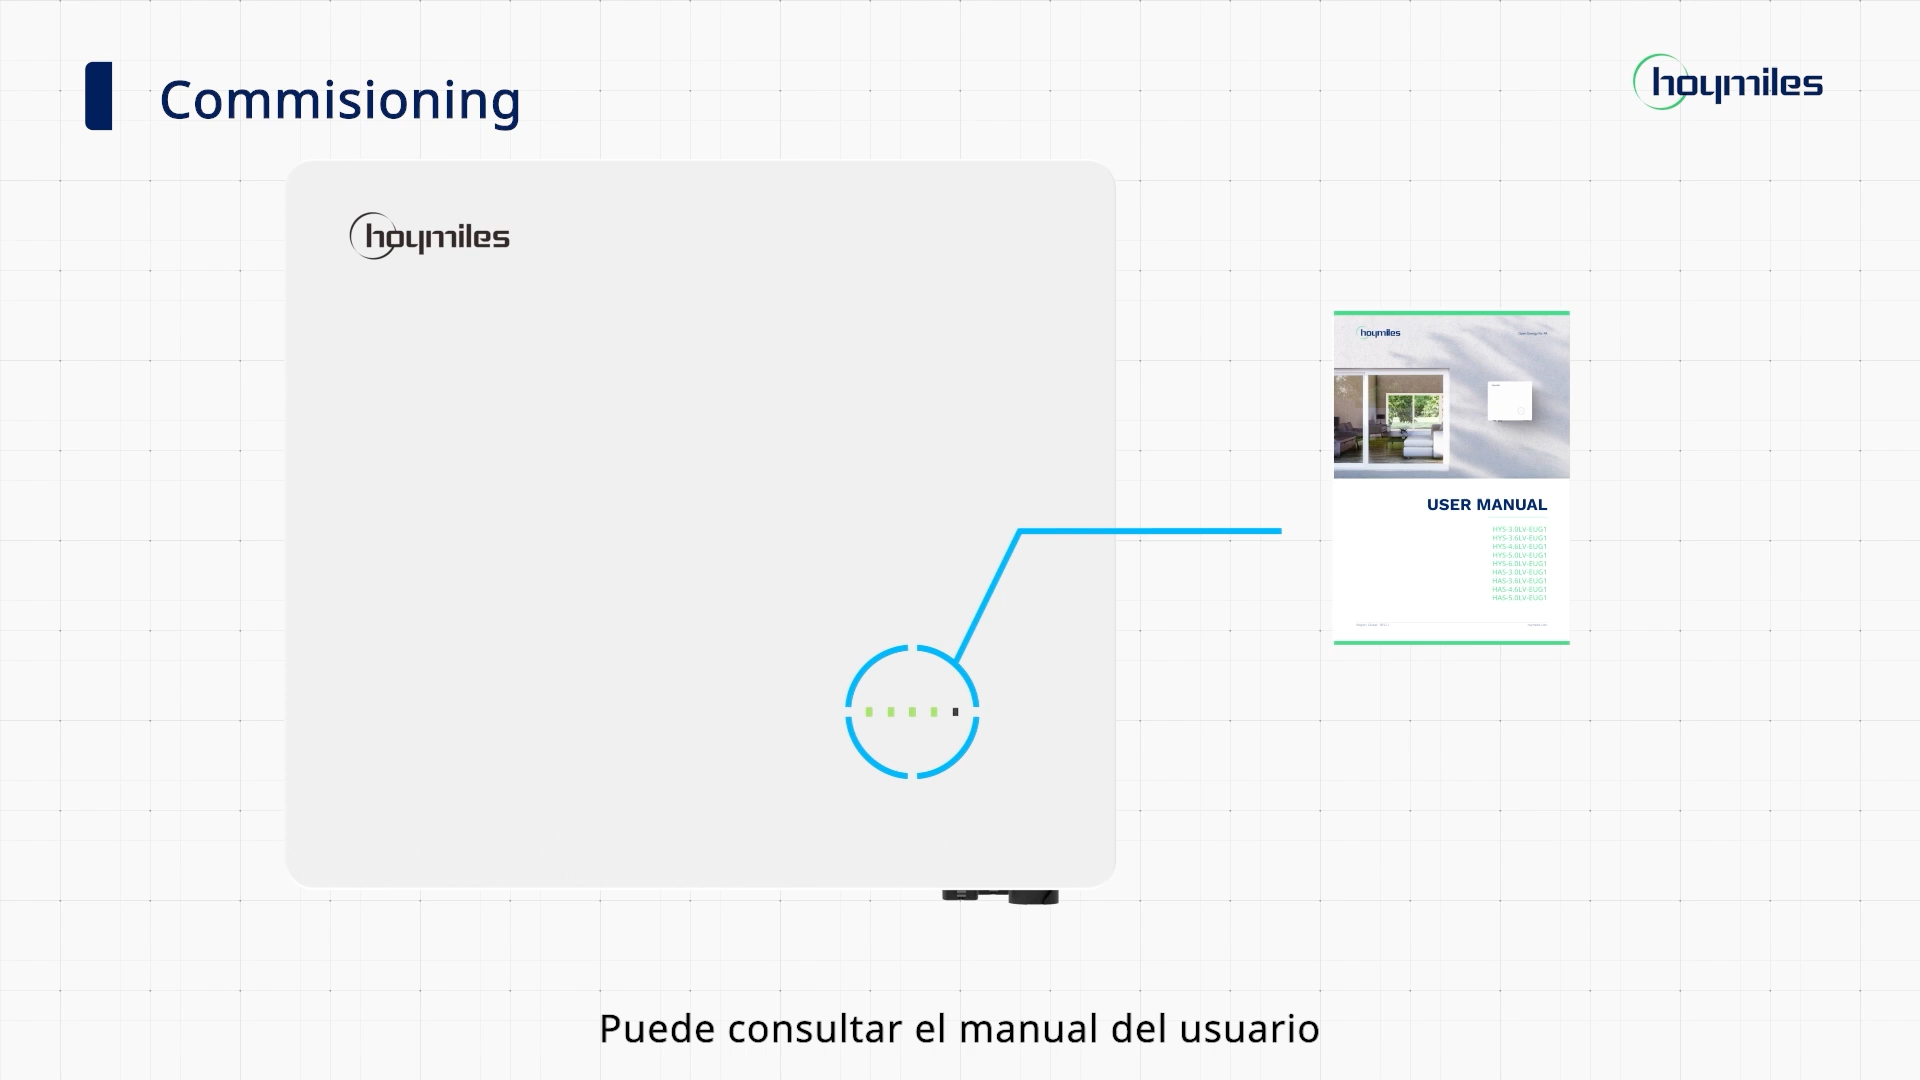 Commisioning
hoymiles
hoymiles
hoymiles
USER MANUAL
HYS-3.0LV-EUG1
HYS-3.6LV-EUG1
HYS-4.6LV-EUG1
HYS-5.0LV-EUG1
HYS-6.0LV-EUG1
HAS-3.0LV-EUG1
HAS-3.6LV-EUG1
HAS-4.6LV-EUG1
HAS-5.0LV-EUG1
Puede consultar el manual del usuario